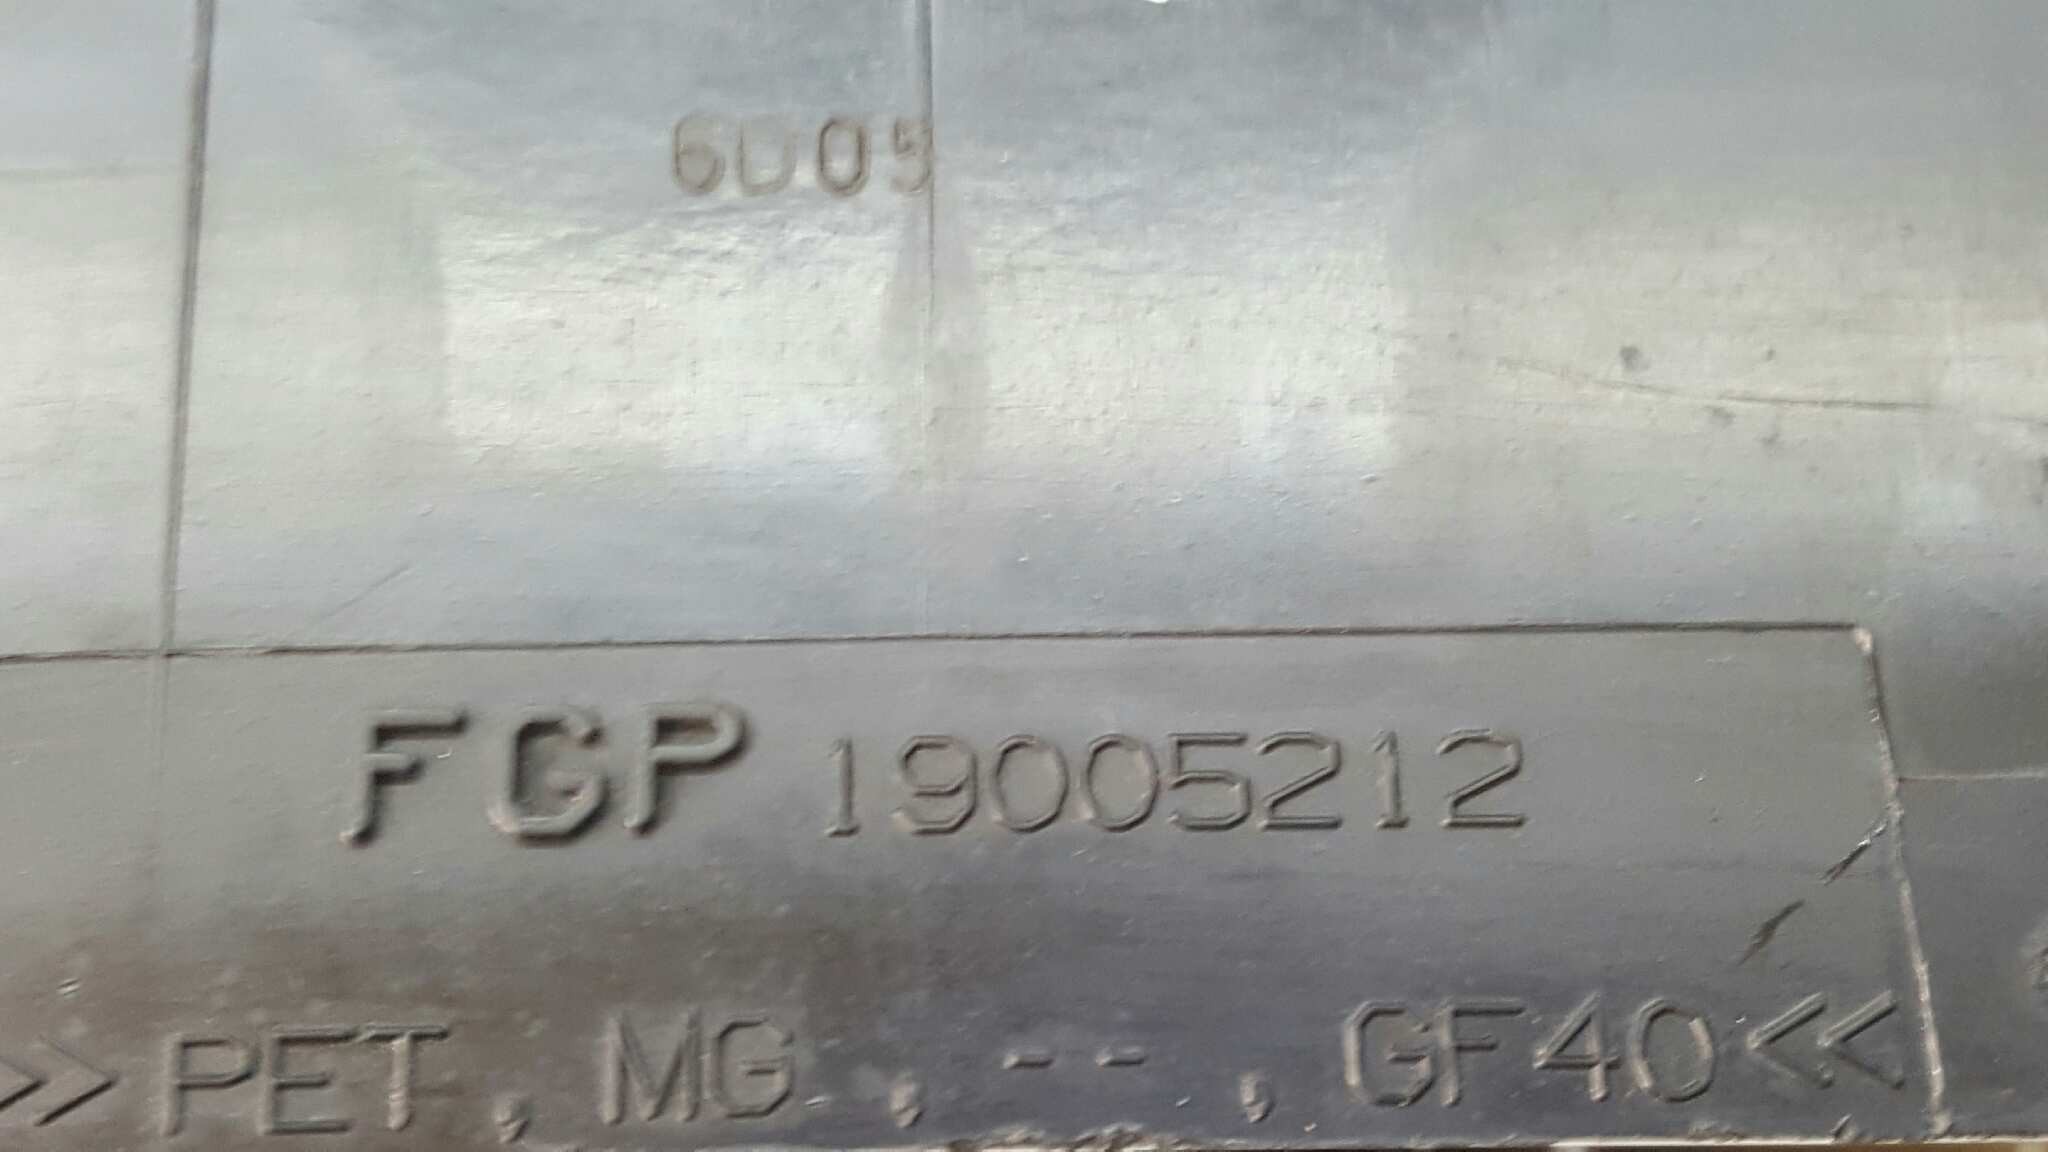 6D05
FGP 19005212
>>PET, MG, --, GF40<<